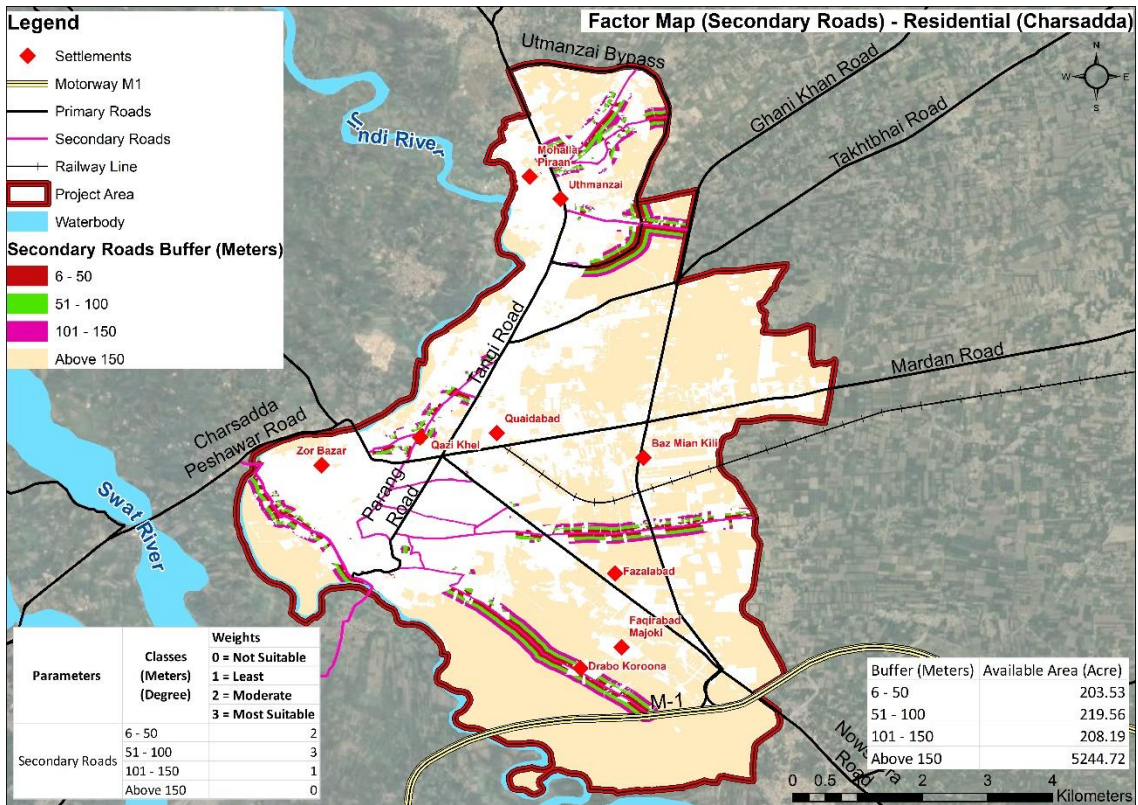 Factor Map (Secondary Roads) - Residential (Charsadda)
Legend
Settlements
Motorway M1
Primary Roads
Secondary Roads
Railway Line
Project Area
Waterbody
Secondary Roads Buffer (Meters)
6 - 50
51 - 100
101 - 150
Above 150
N
W E
S
Utmanzai Bypass
Ghani Khan Road
Takhtbhai Road
Jindi River
Mohalla
Piraan
Uthmanzai
Tangi Road
Mardan Road
Charsadda
Peshawar Road
Quaidabad
Qazi Khel
Zor Bazar
Baz Mian Kili
Parang
Road
Swat River
Fazalabad
Faqirabad
Majoki
Drabo Koroona
M-1
Nowshera
Road
Parameters
Classes
(Meters)
(Degree)
Weights
0 = Not Suitable
1 = Least
2 = Moderate
3 = Most Suitable
Secondary Roads
6 - 50 2
51 - 100 3
101 - 150 1
Above 150 0
Buffer (Meters) Available Area (Acre)
6 - 50 203.53
51 - 100 219.56
101 - 150 208.19
Above 150 5244.72
0 0.5 1 2 3 4
Kilometers